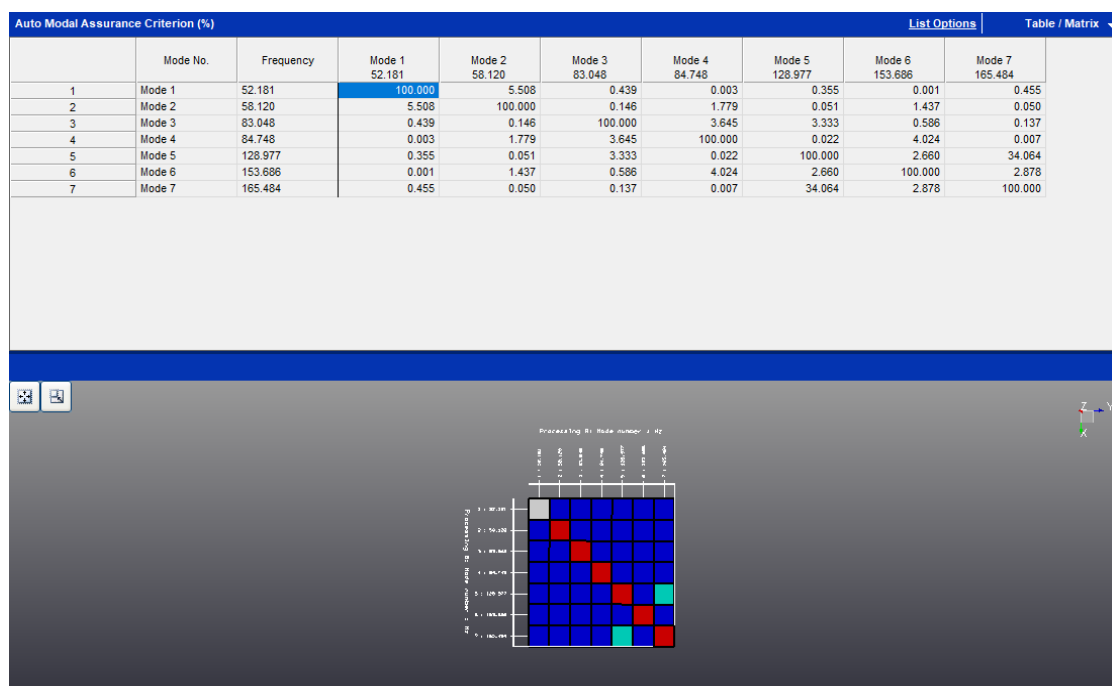 Auto Modal Assurance Criterion (%) List Options Table / Matrix
Mode No. Frequency Mode 1 Mode 2 Mode 3 Mode 4 Mode 5 Mode 6 Mode 7
52.181 58.120 83.048 84.748 128.977 153.686 165.484
1 Mode 1 52.181 100.000 5.508 0.439 0.003 0.355 0.001 0.455
2 Mode 2 58.120 5.508 100.000 0.146 1.779 0.051 1.437 0.050
3 Mode 3 83.048 0.439 0.146 100.000 3.645 3.333 0.586 0.137
4 Mode 4 84.748 0.003 1.779 3.645 100.000 0.022 4.024 0.007
5 Mode 5 128.977 0.355 0.051 3.333 0.022 100.000 2.660 34.064
6 Mode 6 153.686 0.001 1.437 0.586 4.024 2.660 100.000 2.878
7 Mode 7 165.484 0.455 0.050 0.137 0.007 34.064 2.878 100.000
Z
Y
X
Processing B: Mode number : Hz
Processing B: Mode number : Hz